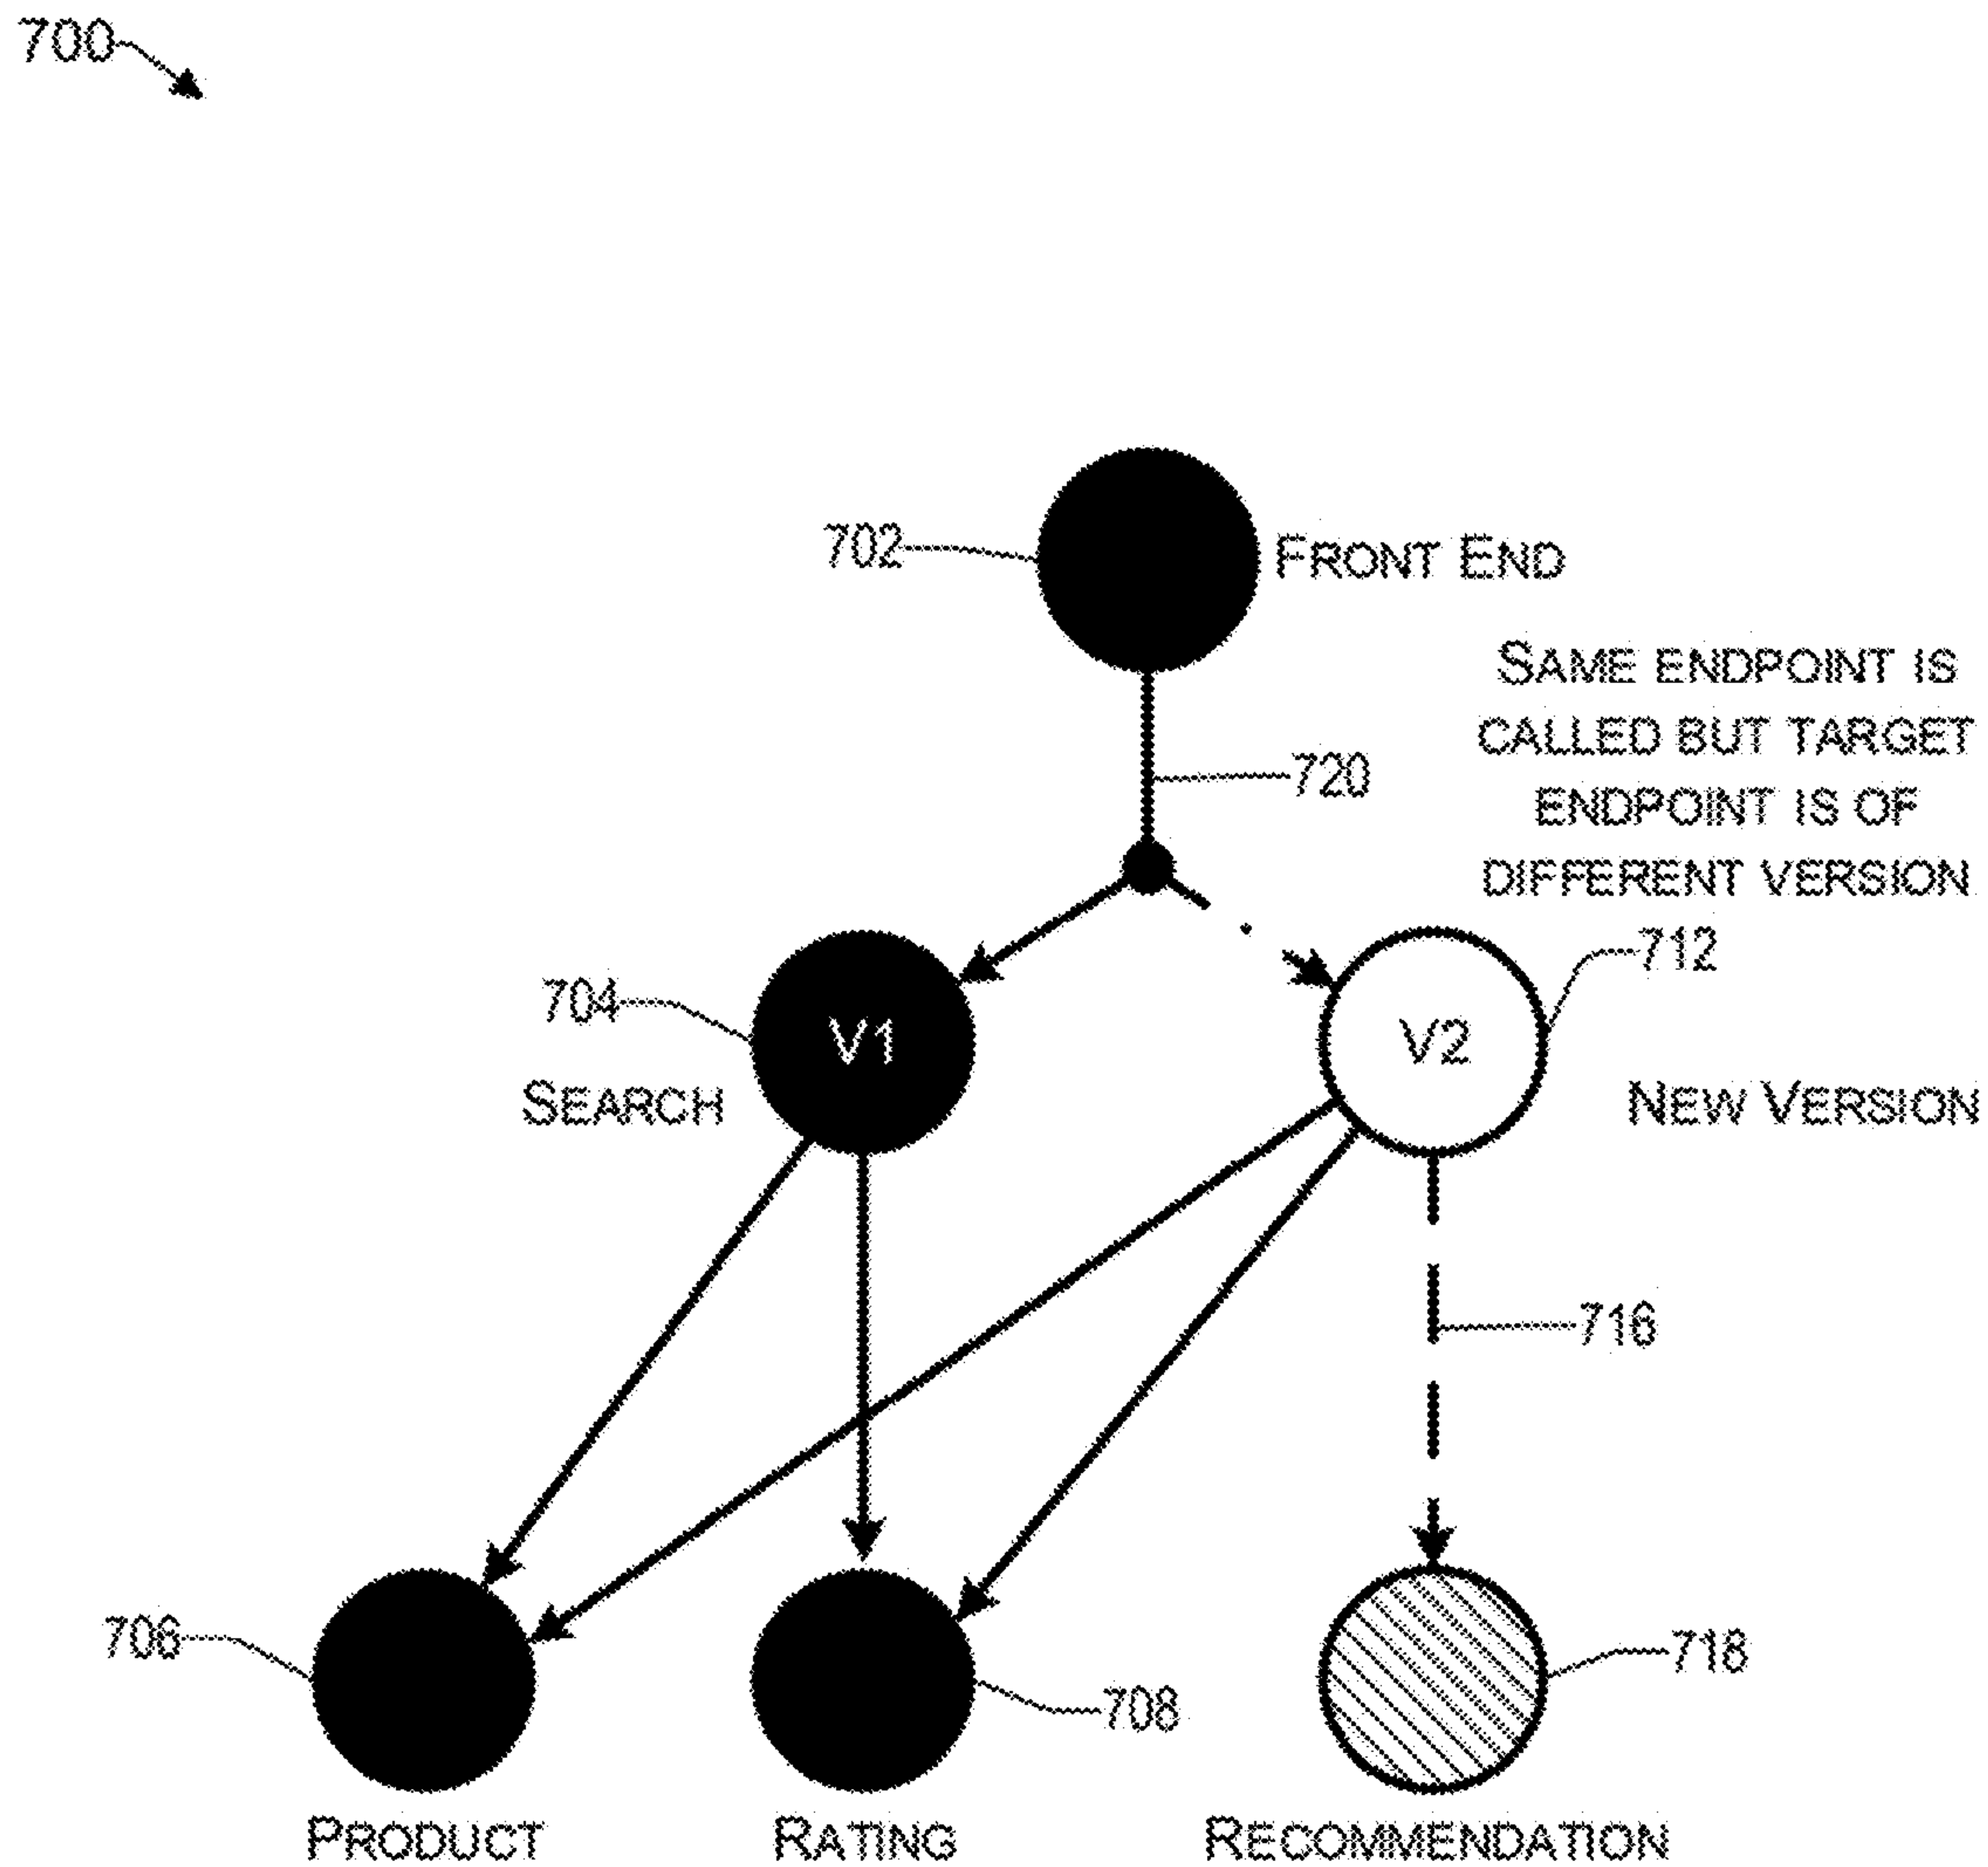 700
702
FRONT END
SAME ENDPOINT IS
CALLED BUT TARGET
ENDPOINT IS OF
DIFFERENT VERSION
720
712
704
V1
V2
SEARCH
NEW VERSION
716
706
718
708
PRODUCT
RATING
RECOMMENDATION